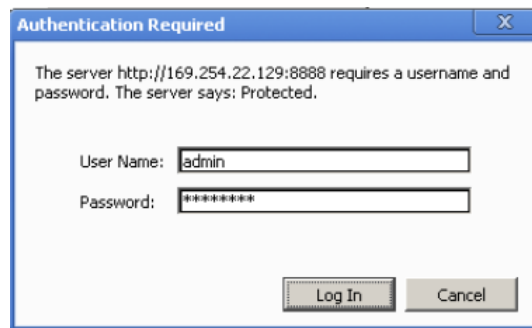 Authentication Required
The server http://169.254.22.129:8888 requires a username and
password. The server says: Protected.
User Name: admin
Password: ********
Log In Cancel